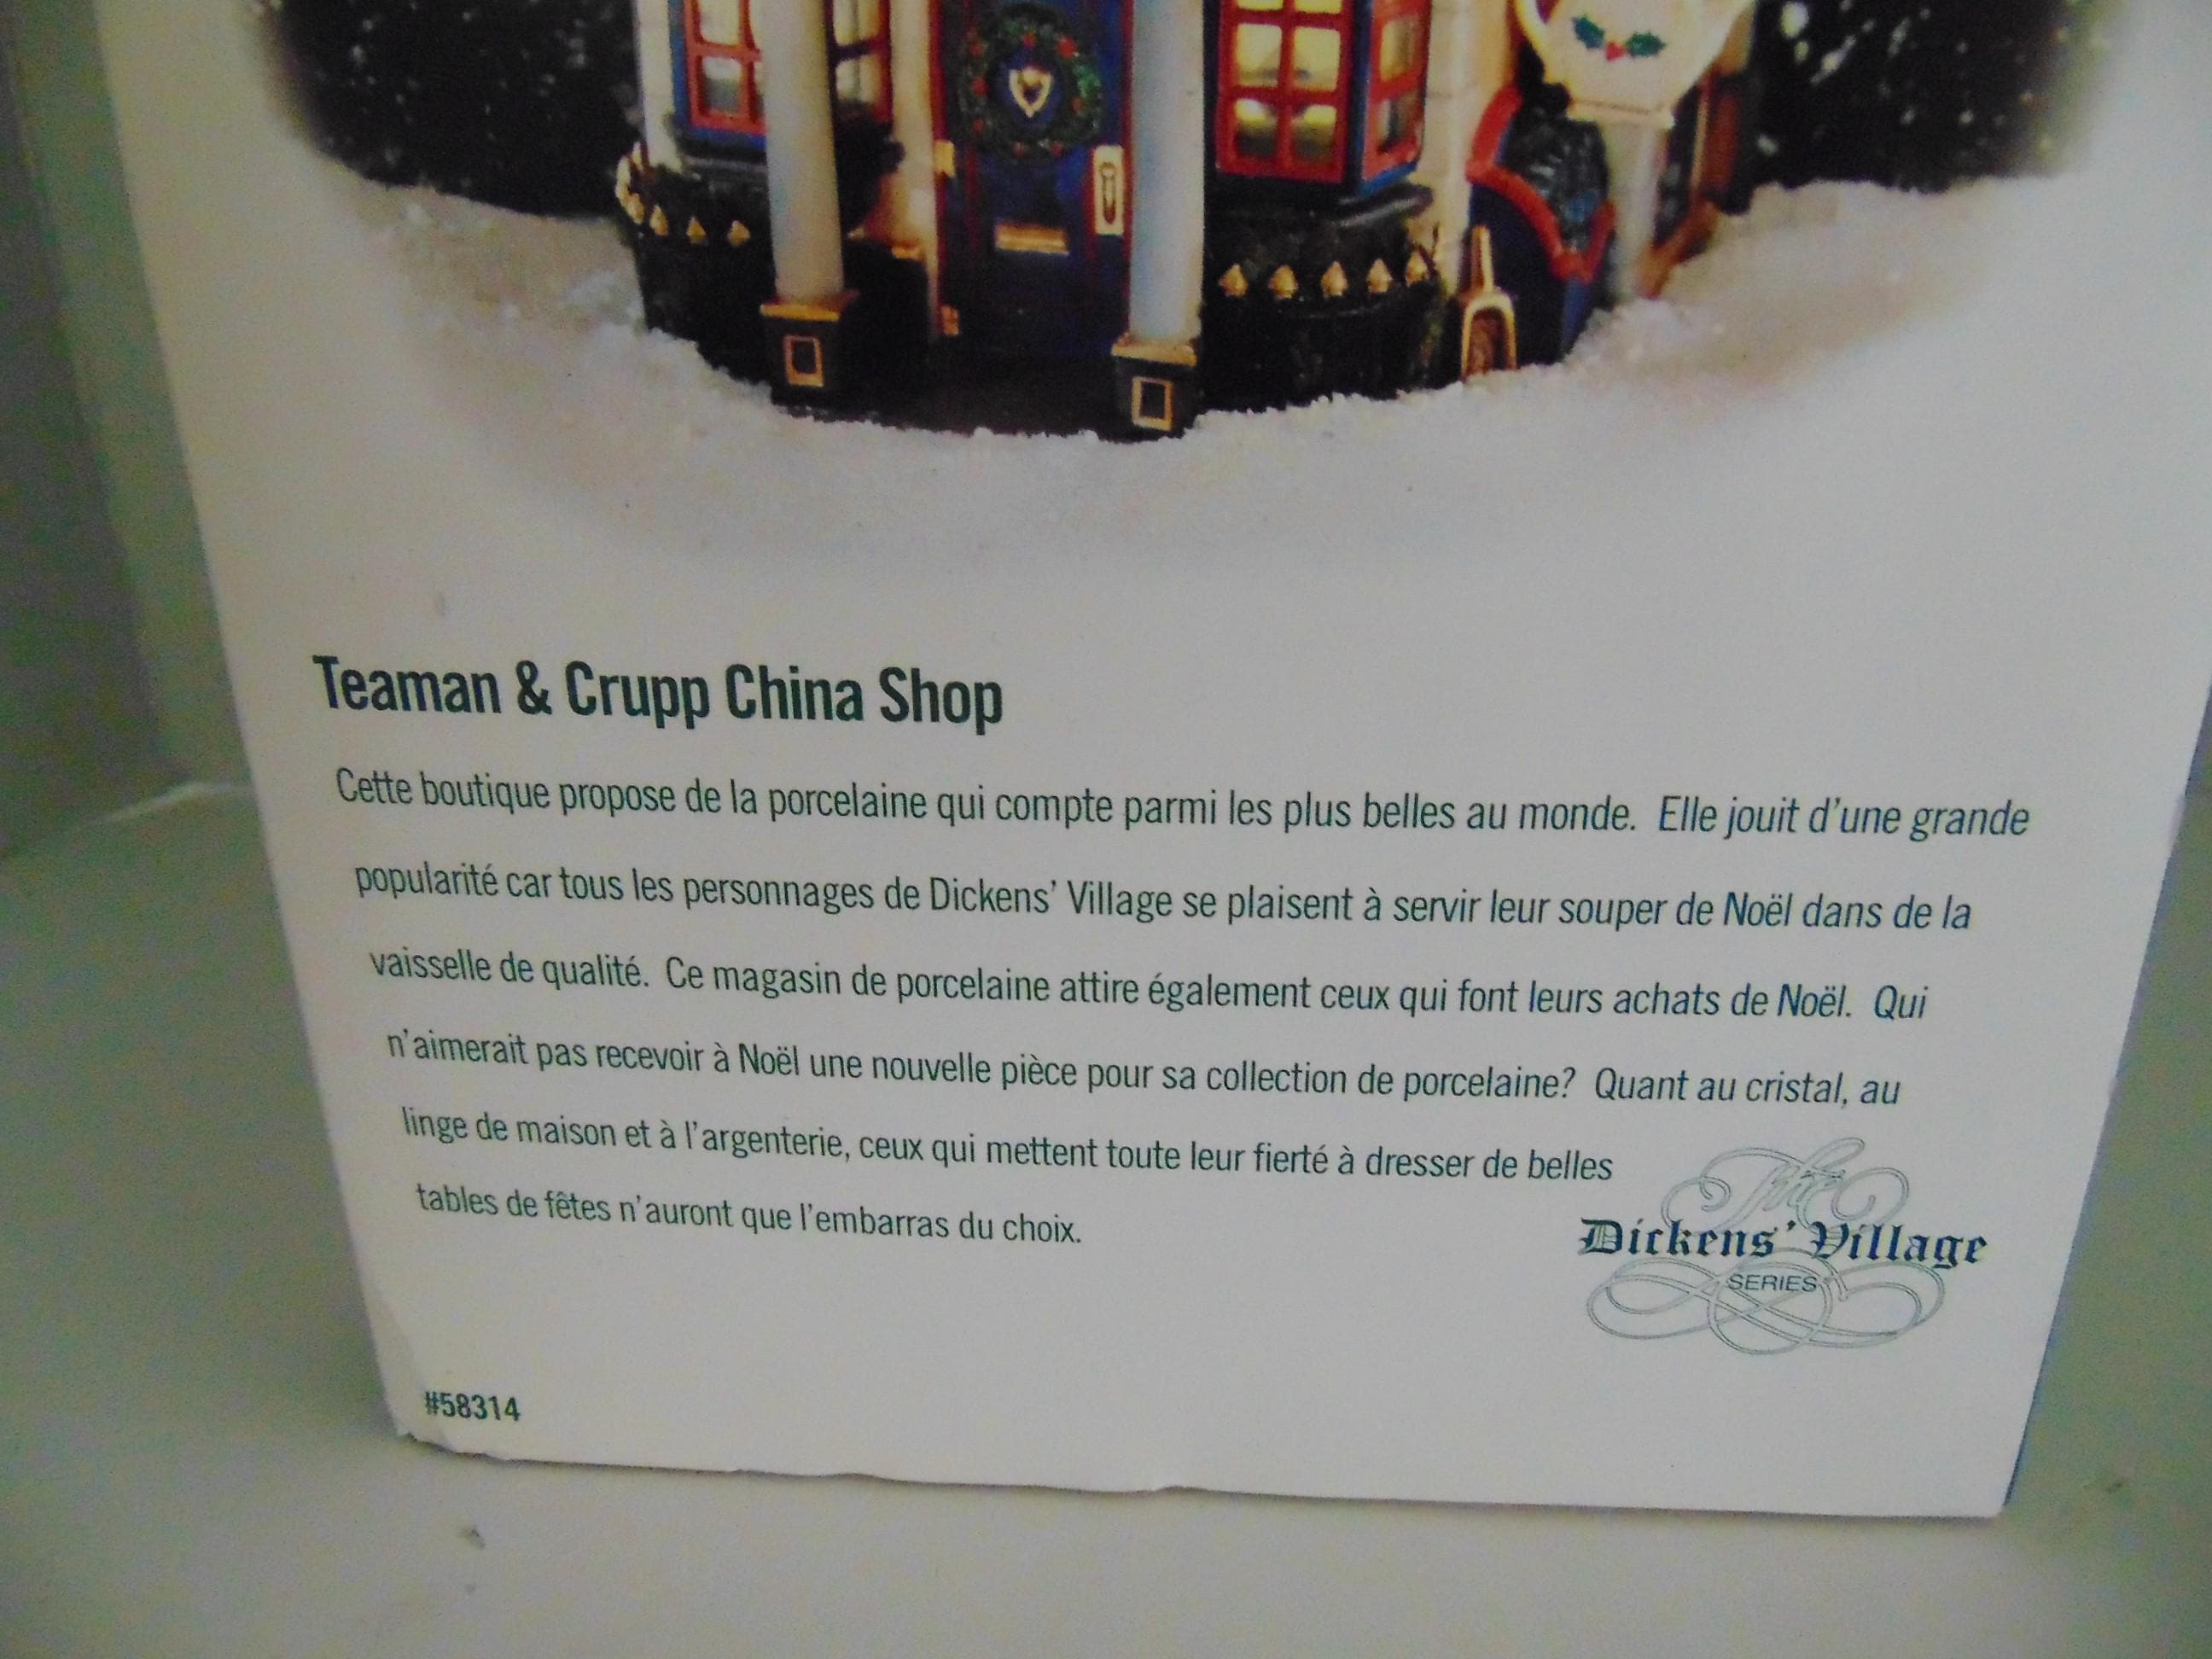 Teaman & Crupp China Shop
Cette boutique propose de la porcelaine qui compte parmi les plus belles au monde. Elle jouit d'une grande
popularité car tous les personnages de Dickens' Village se plaisent à servir leur souper de Noël dans de la
vaisselle de qualité. Ce magasin de porcelaine attire également ceux qui font leurs achats de Noël. Qui
n'aimerait pas recevoir à Noël une nouvelle pièce pour sa collection de porcelaine? Quant au cristal, au
linge de maison et à l'argenterie, ceux qui mettent toute leur fierté à dresser de belles
tables de fêtes n'auront que l'embarras du choix.
The
Dickens' Village
SERIES
#58314